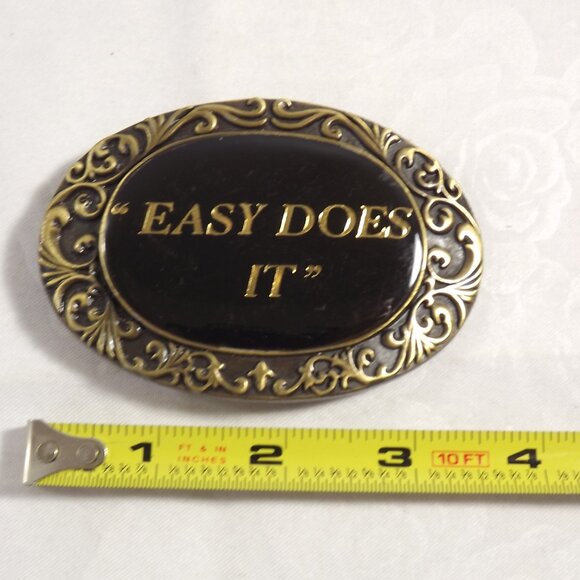 “ EASY DOES
IT ”
1 FT & IN INCHES 2 3 10 FT 4